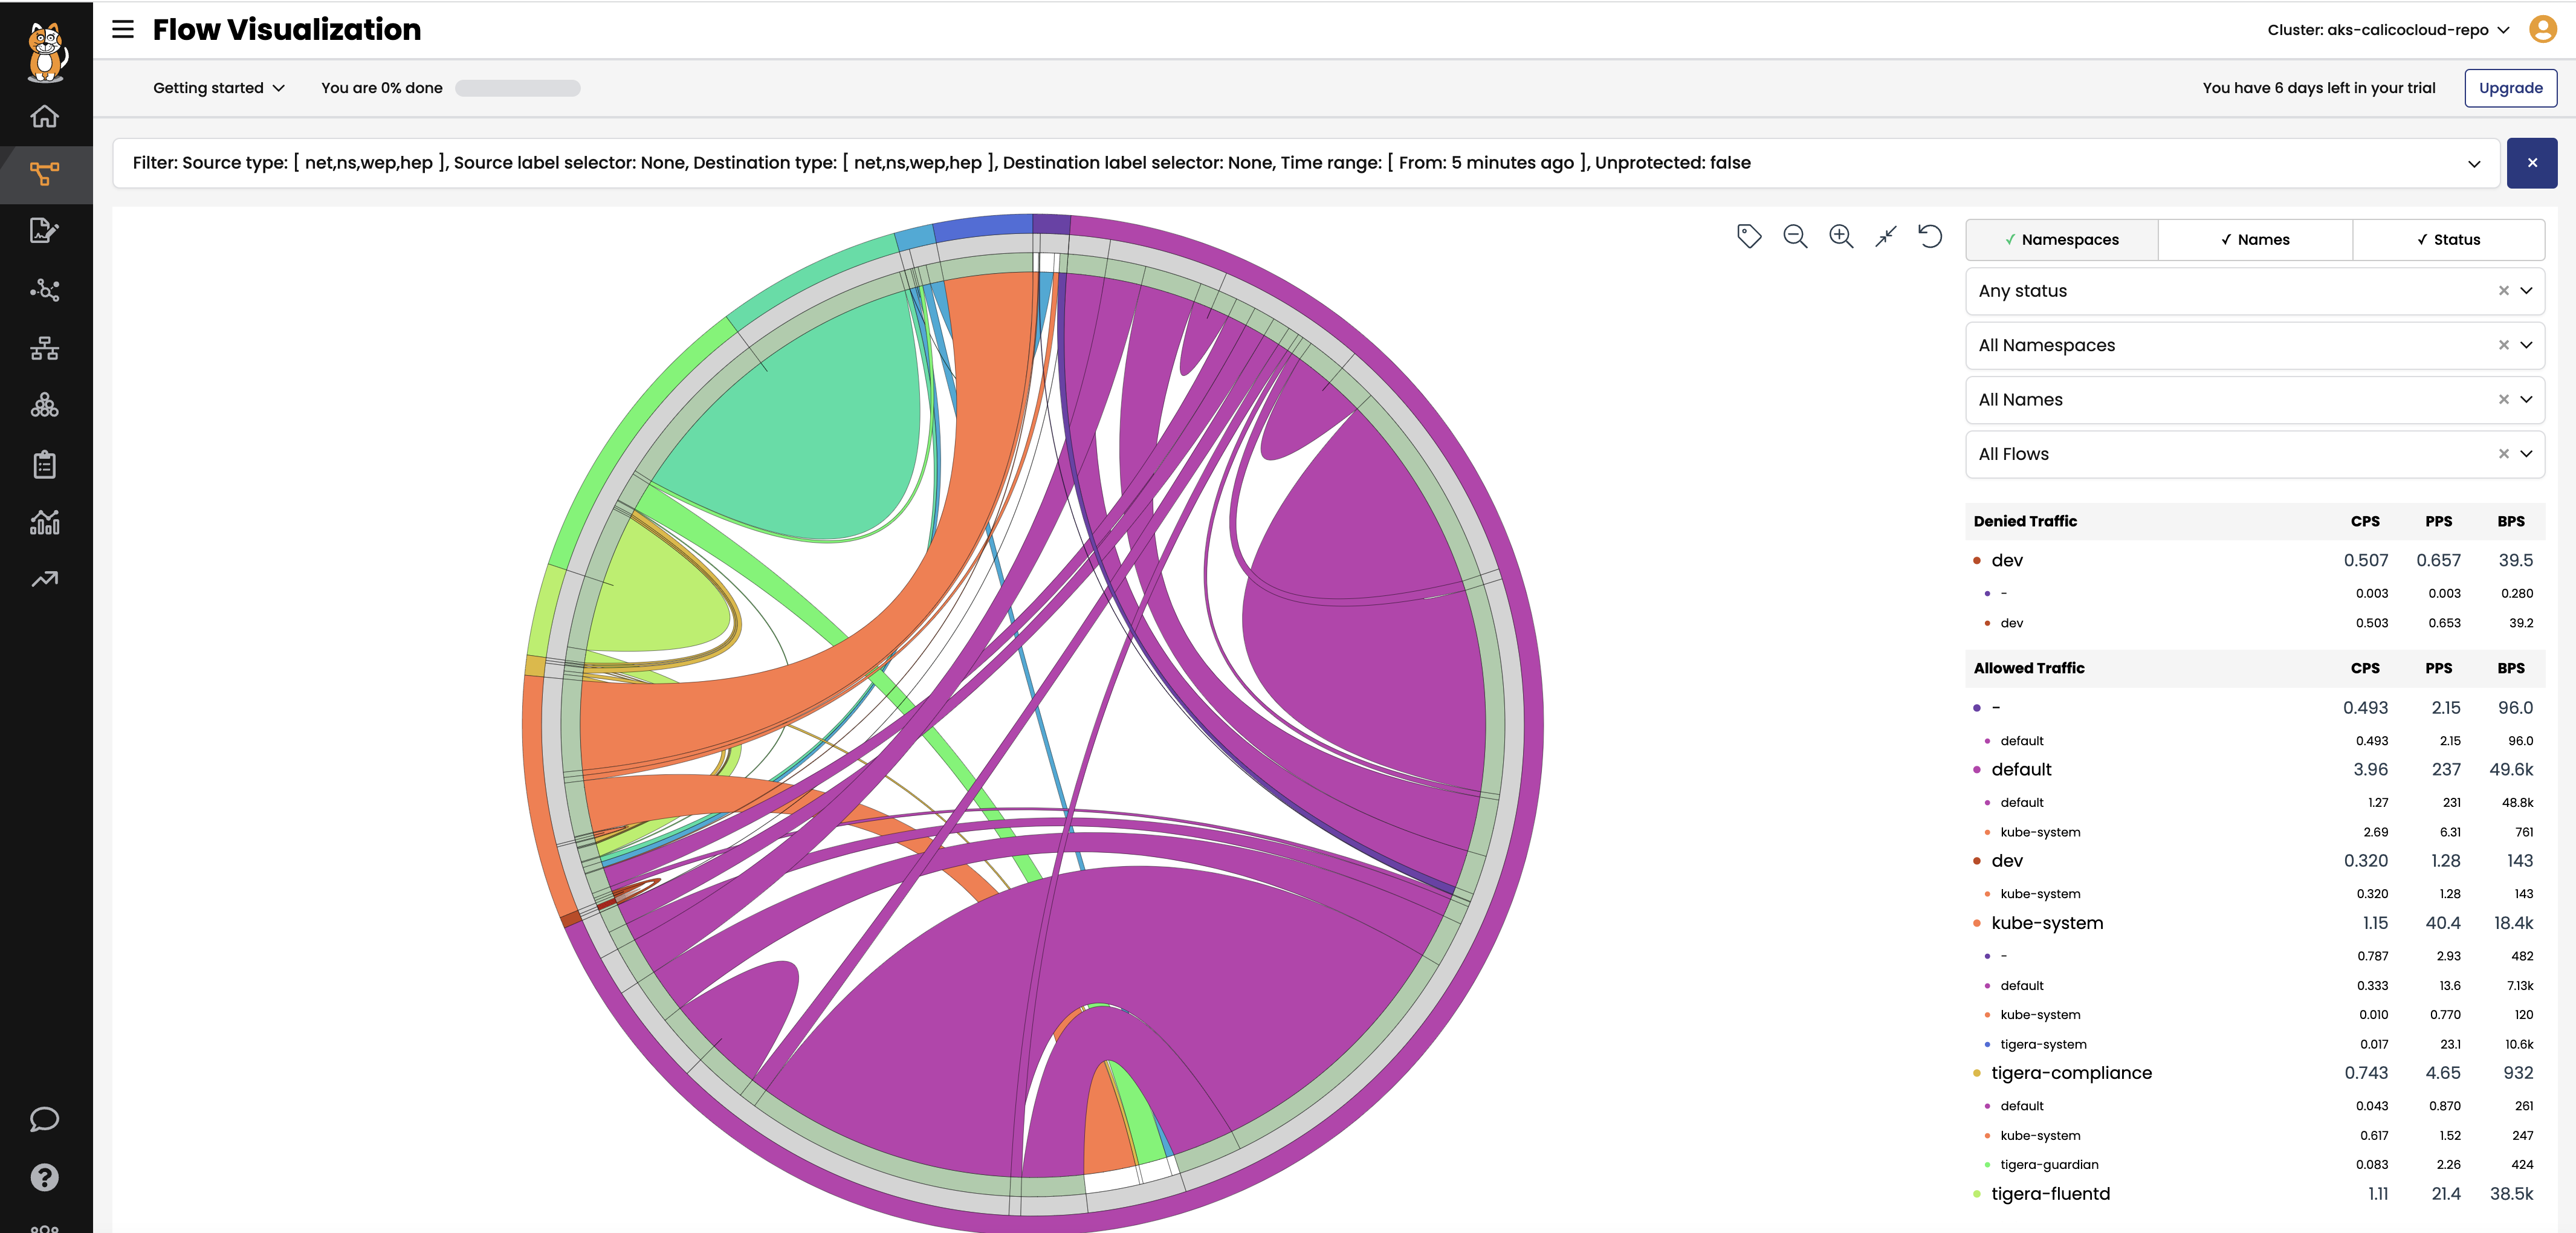 Flow Visualization
Cluster: aks-calicocloud-repo
Getting started
You are 0% done
You have 6 days left in your trial
Upgrade
Filter: Source type: [ net,ns,wep,hep ], Source label selector: None, Destination type: [ net,ns,wep,hep ], Destination label selector: None, Time range: [ From: 5 minutes ago ], Unprotected: false
✓ Namespaces ✓ Names ✓ Status
Any status
All Namespaces
All Names
All Flows
Denied Traffic CPS PPS BPS
dev 0.507 0.657 39.5
- 0.003 0.003 0.280
dev 0.503 0.653 39.2
Allowed Traffic CPS PPS BPS
- 0.493 2.15 96.0
default 0.493 2.15 96.0
default 3.96 237 49.6k
default 1.27 231 48.8k
kube-system 2.69 6.31 761
dev 0.320 1.28 143
kube-system 0.320 1.28 143
kube-system 1.15 40.4 18.4k
- 0.787 2.93 482
default 0.333 13.6 7.13k
kube-system 0.010 0.770 120
tigera-system 0.017 23.1 10.6k
tigera-compliance 0.743 4.65 932
default 0.043 0.870 261
kube-system 0.617 1.52 247
tigera-guardian 0.083 2.26 424
tigera-fluentd 1.11 21.4 38.5k